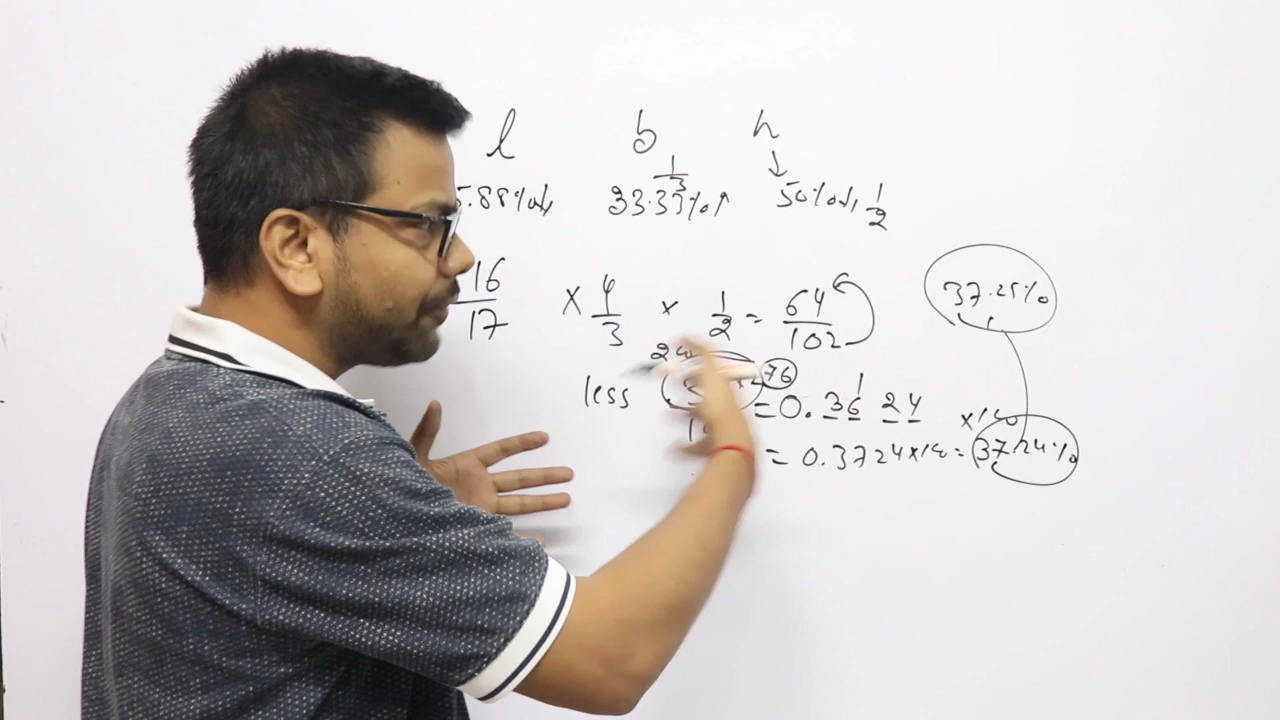 l b h
↓
5.88%↓ 33.33%↑ 1/3 50%↓, 1/2
16/17 × 4/3 × 1/2 = 64/102
37.25%
less
76
= 0.36 24
1
= 0.3724×100 = 37.24%
×100